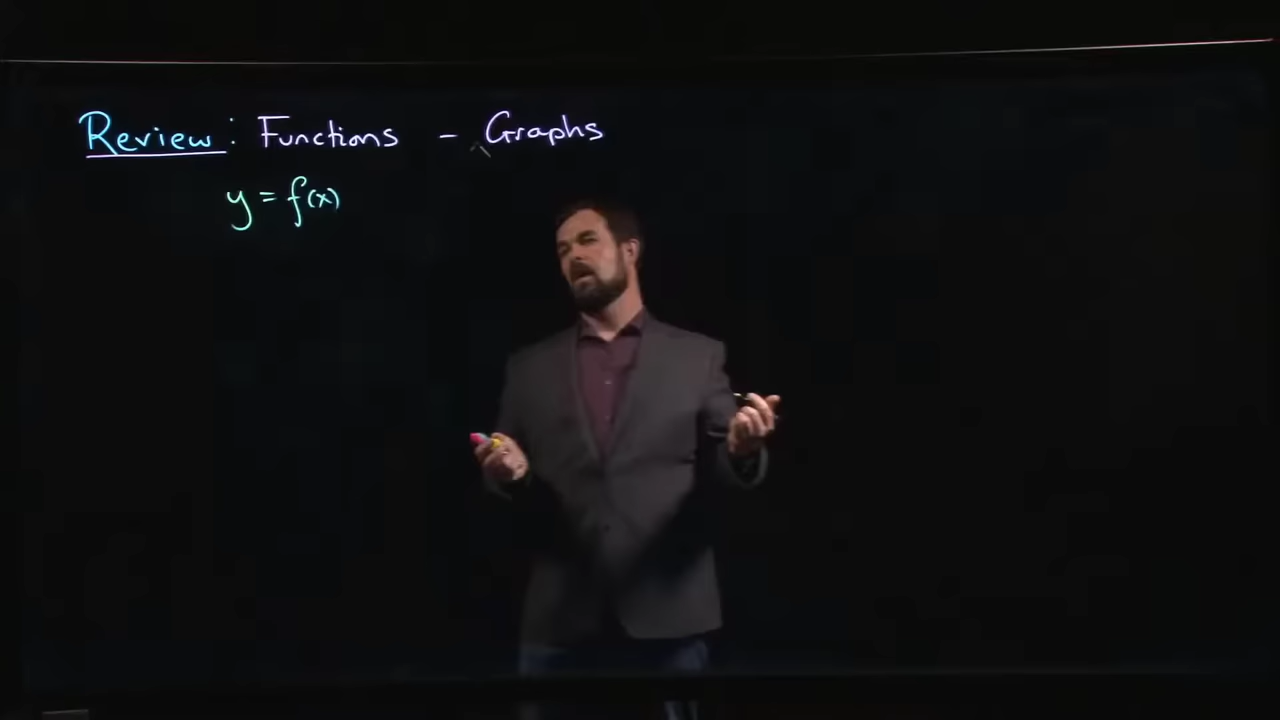 Review: Functions - Graphs
y = f(x)